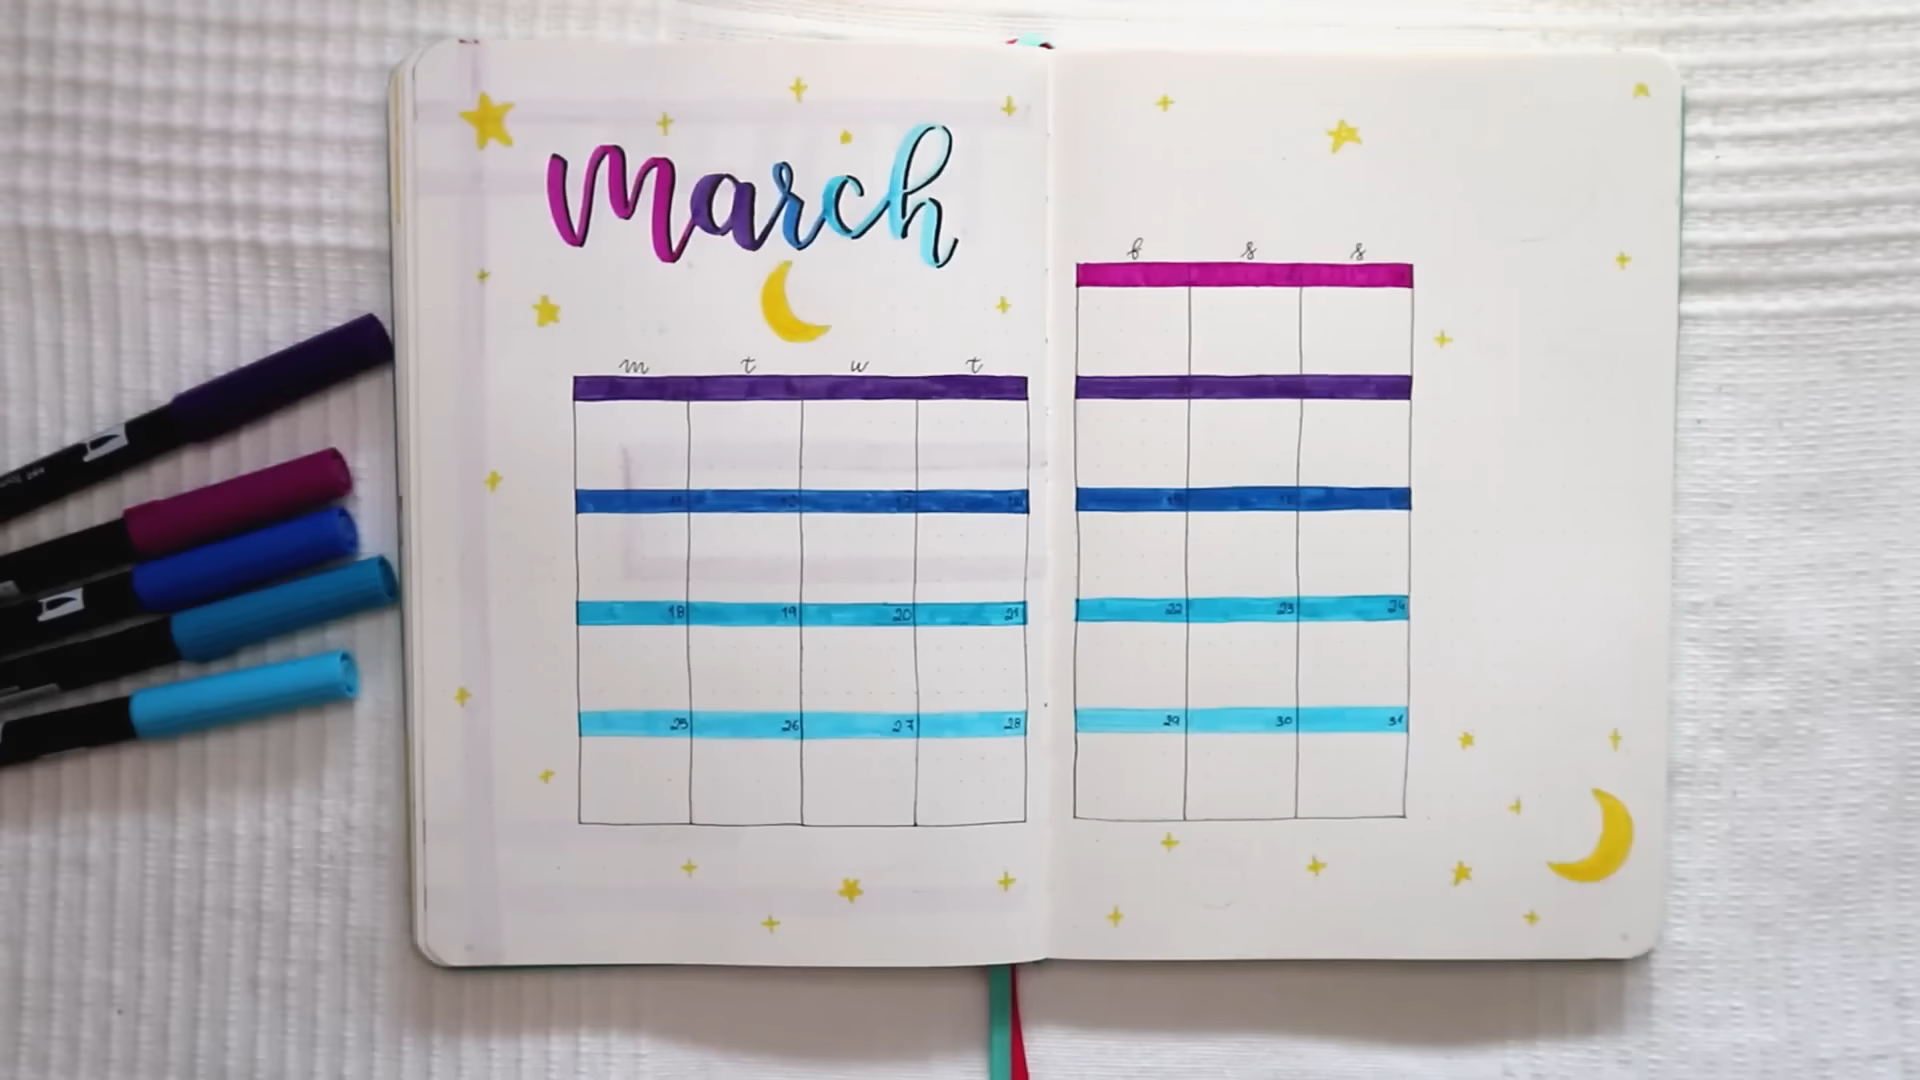 march
f s s
m t w t
18 19 20 21 22 23 24
25 26 27 28 29 30 31